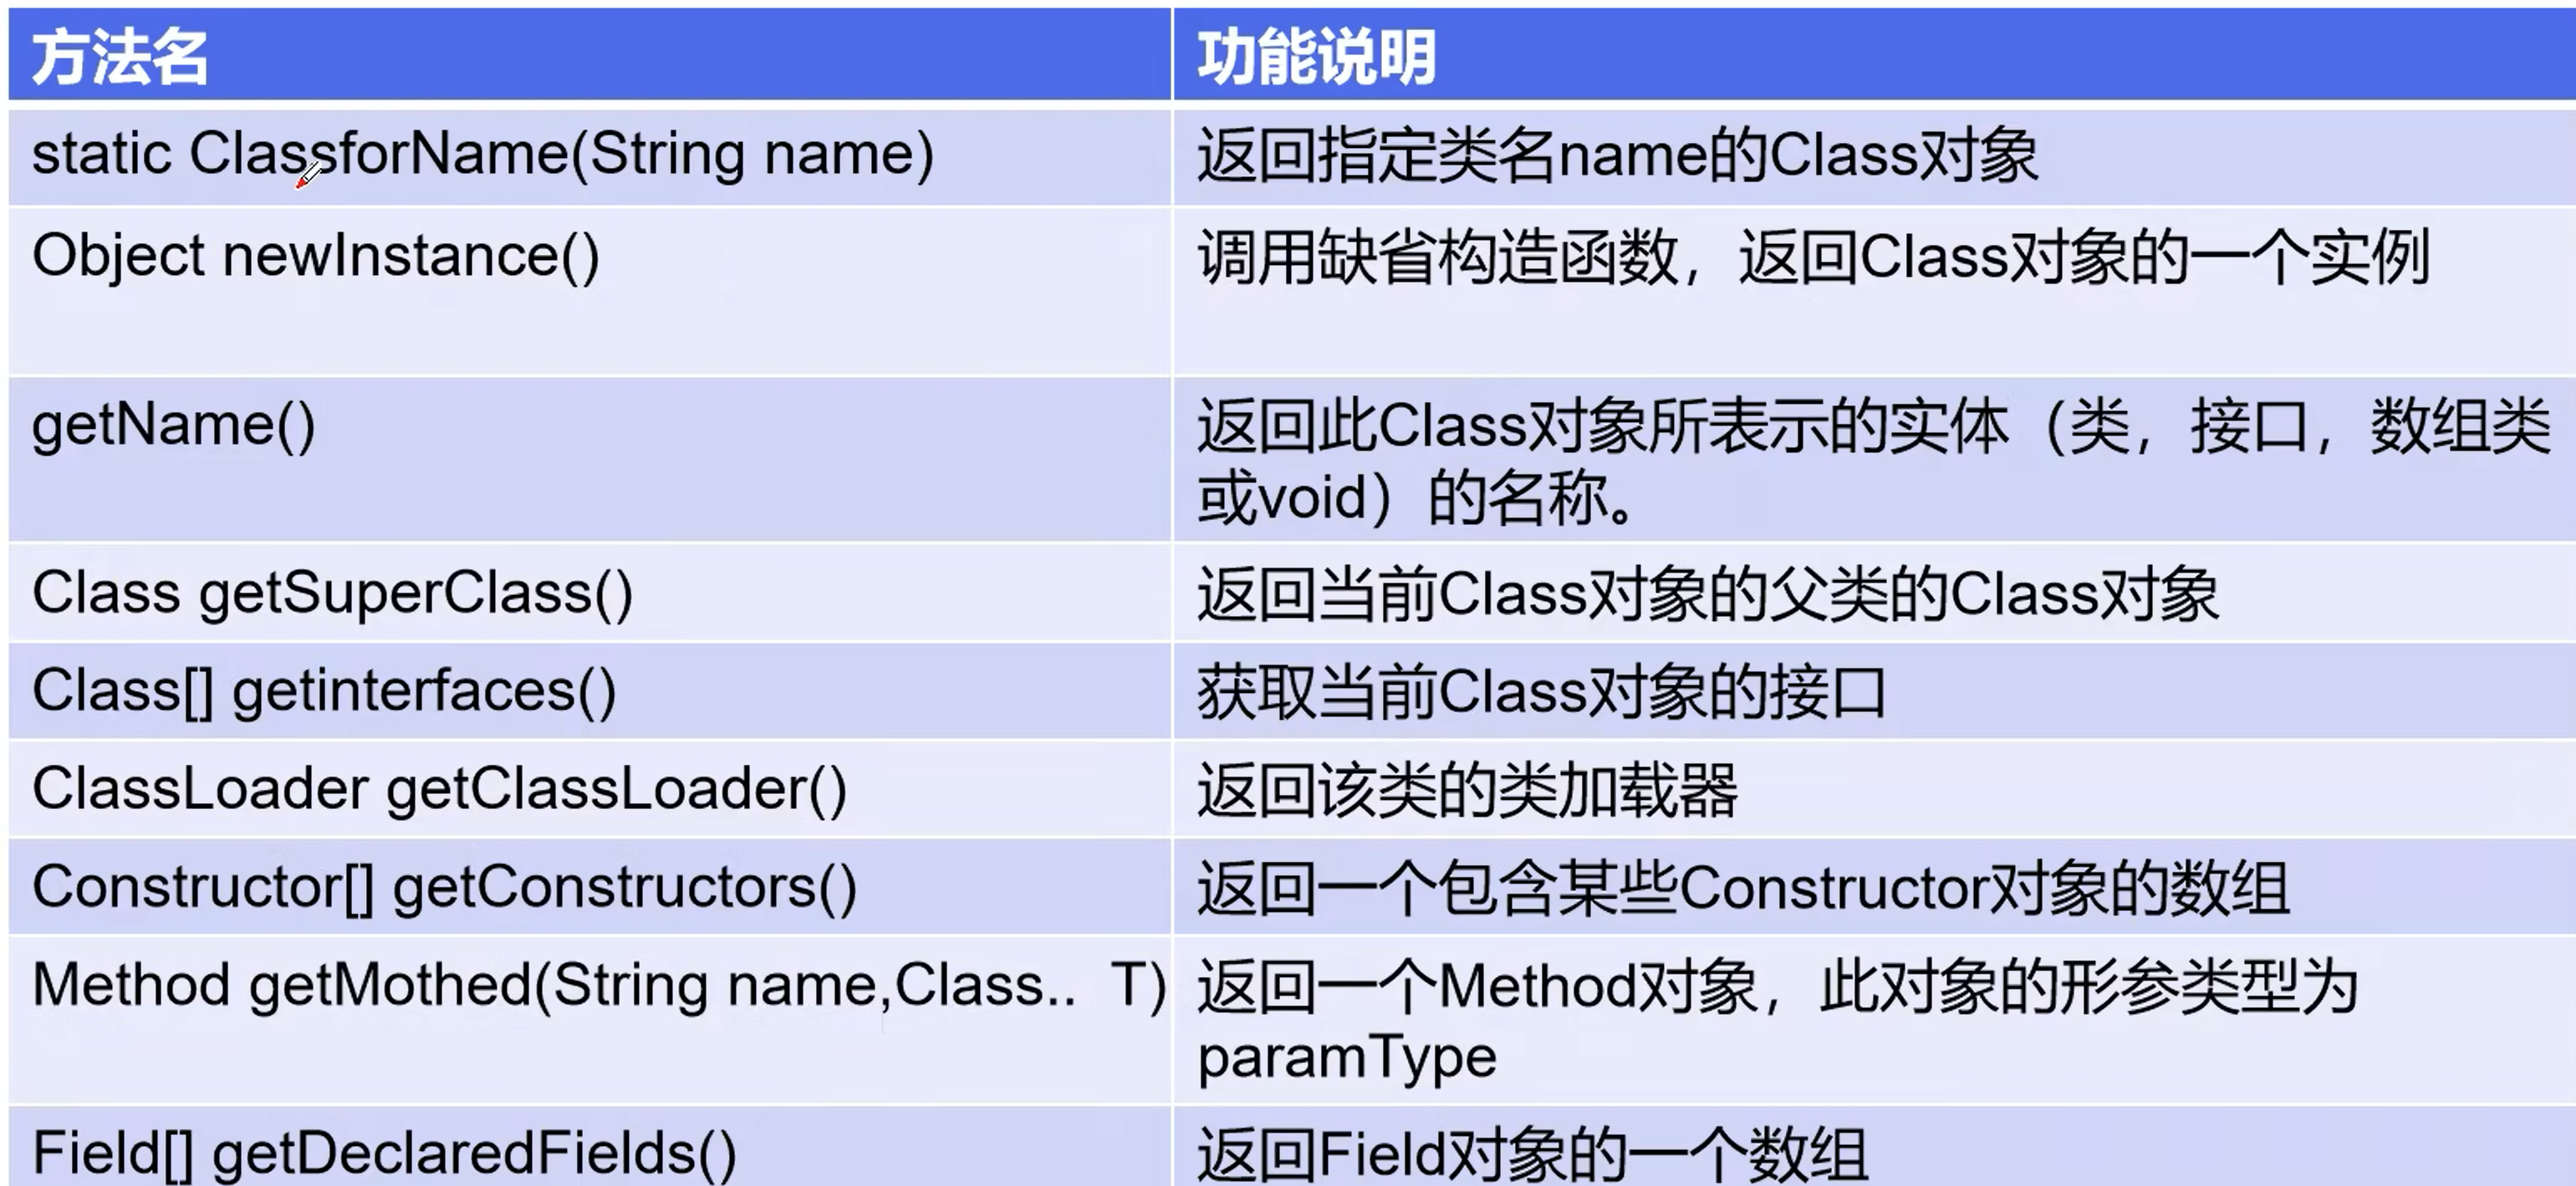 方法名
功能说明
static ClassforName(String name)
返回指定类名name的Class对象
Object newInstance()
调用缺省构造函数，返回Class对象的一个实例
getName()
返回此Class对象所表示的实体（类，接口，数组类
或void）的名称。
Class getSuperClass()
返回当前Class对象的父类的Class对象
Class[] getinterfaces()
获取当前Class对象的接口
ClassLoader getClassLoader()
返回该类的类加载器
Constructor[] getConstructors()
返回一个包含某些Constructor对象的数组
Method getMothed(String name,Class.. T)
返回一个Method对象，此对象的形参类型为
paramType
Field[] getDeclaredFields()
返回Field对象的一个数组